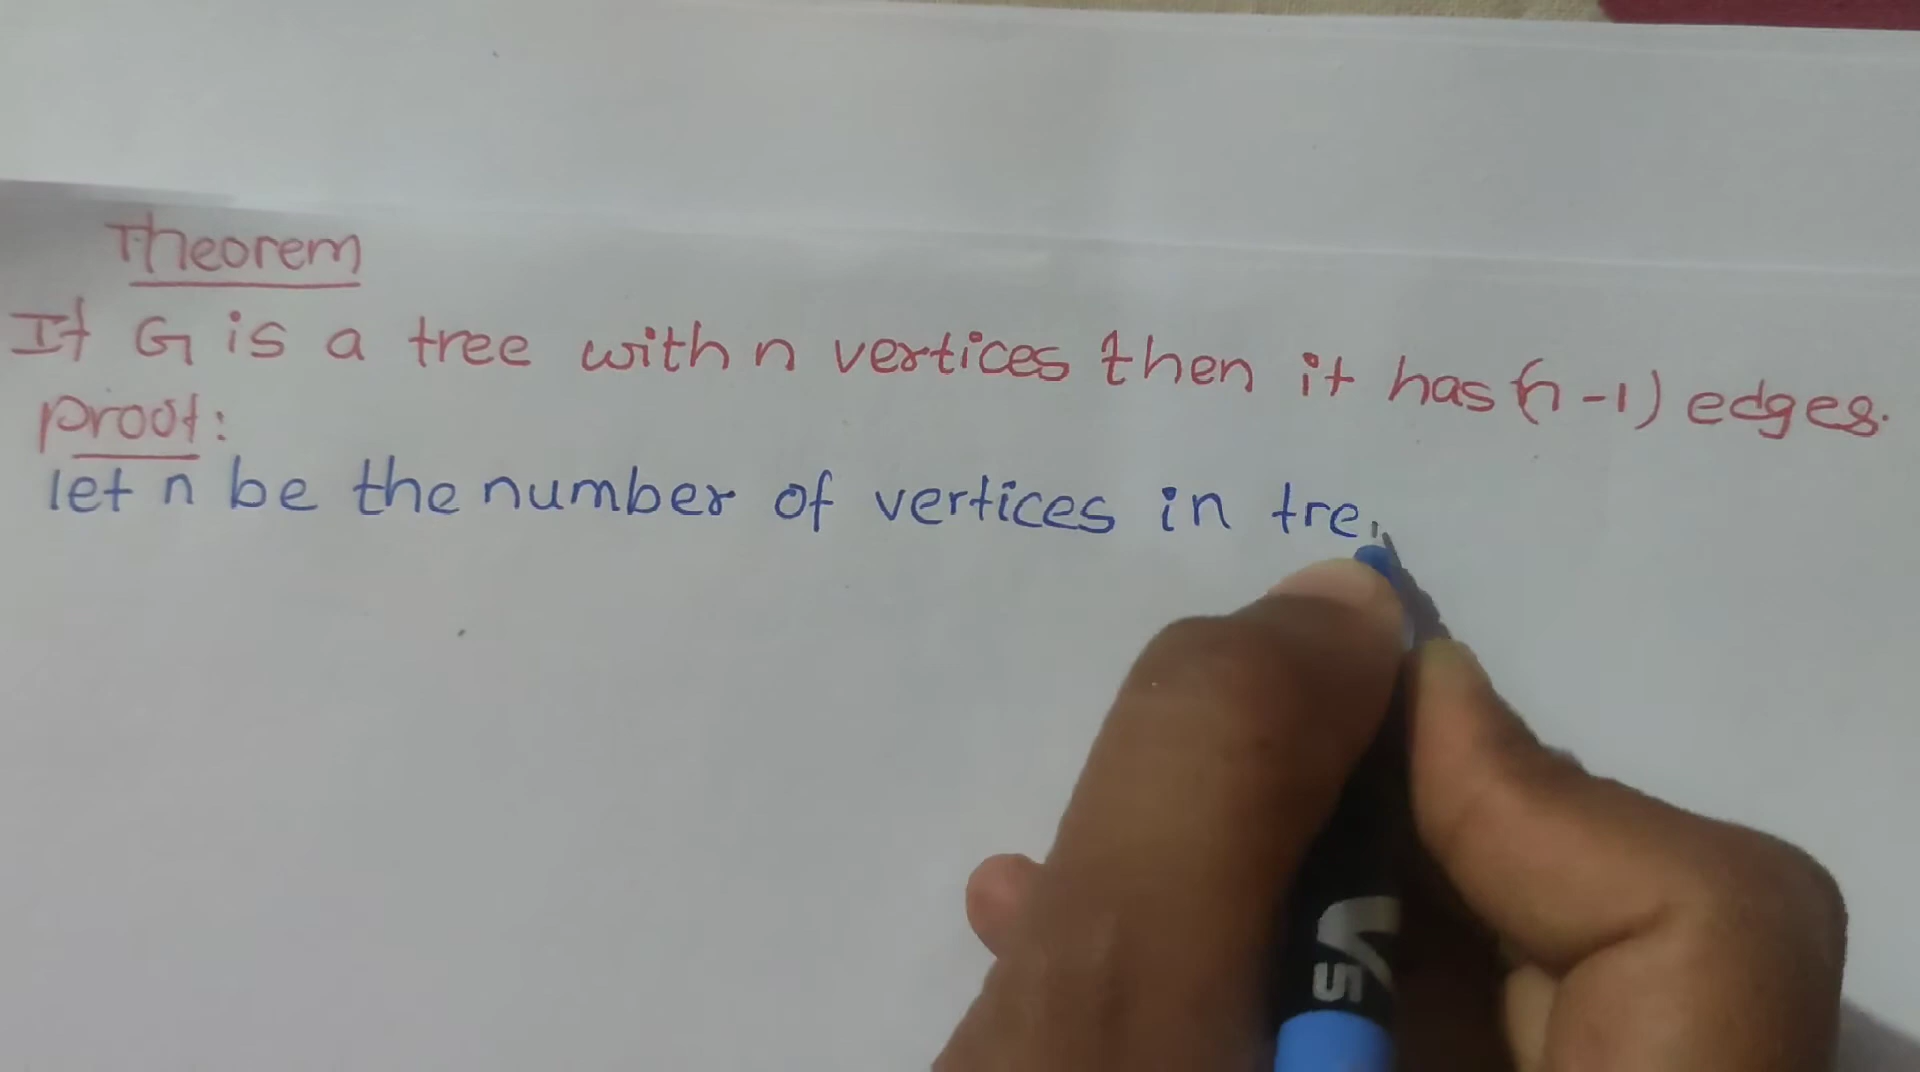 Theorem
If G is a tree with n vertices then it has (n-1) edges.
proof:
let n be the number of vertices in tre
V5